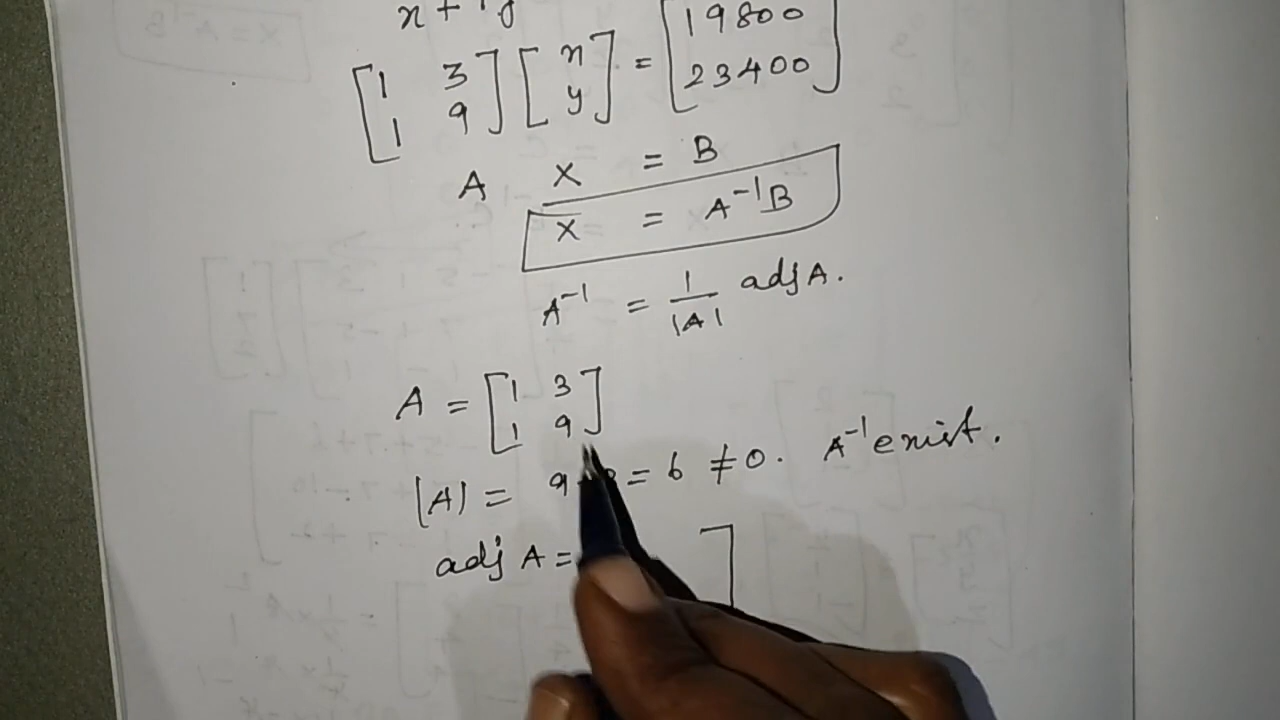 x +
[1 3] [x] = [19800]
[1 9] [y] [23400]
A X = B
X = A⁻¹B
A⁻¹ = 1/|A| adj A.
A = [1 3]
[1 9]
|A| = 9 = 6 ≠ 0. A⁻¹ exist.
adj A =